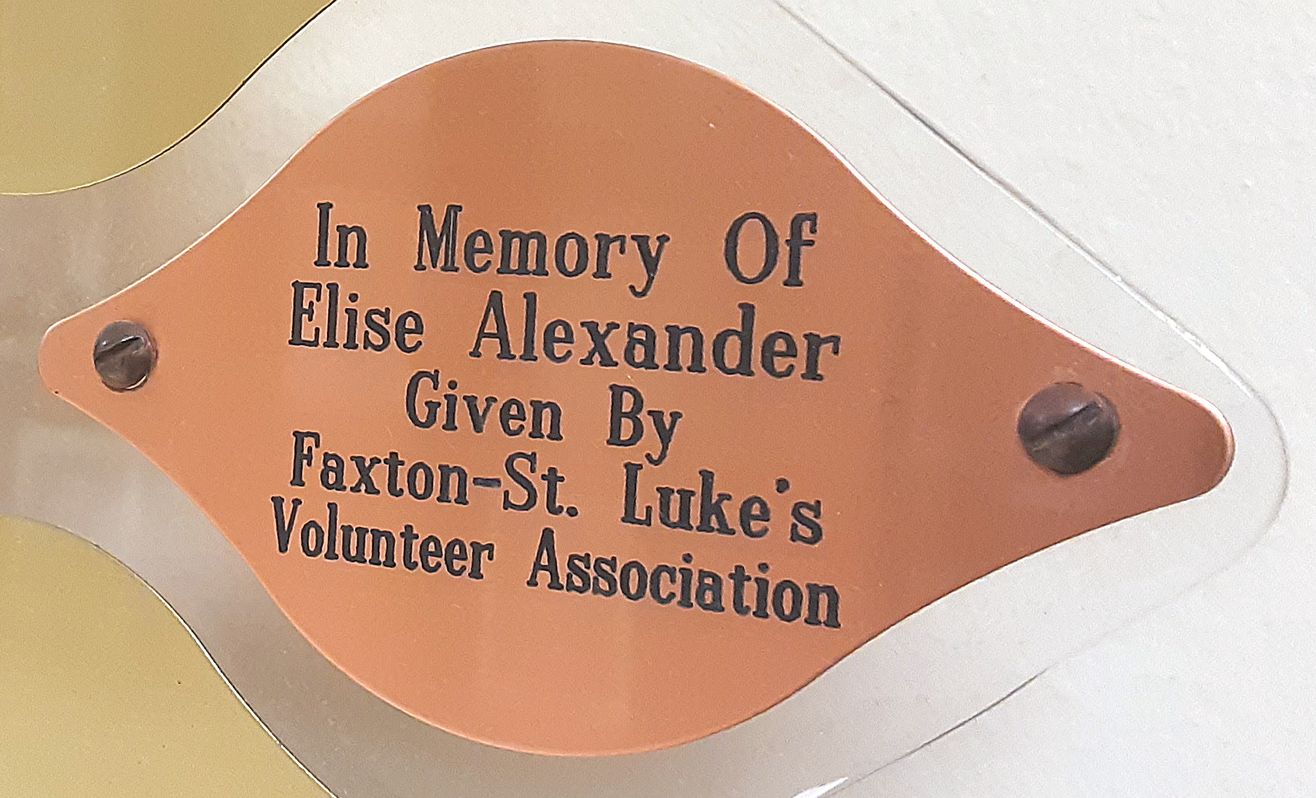 In Memory Of
Elise Alexander
Given By
Faxton-St. Luke's
Volunteer Association